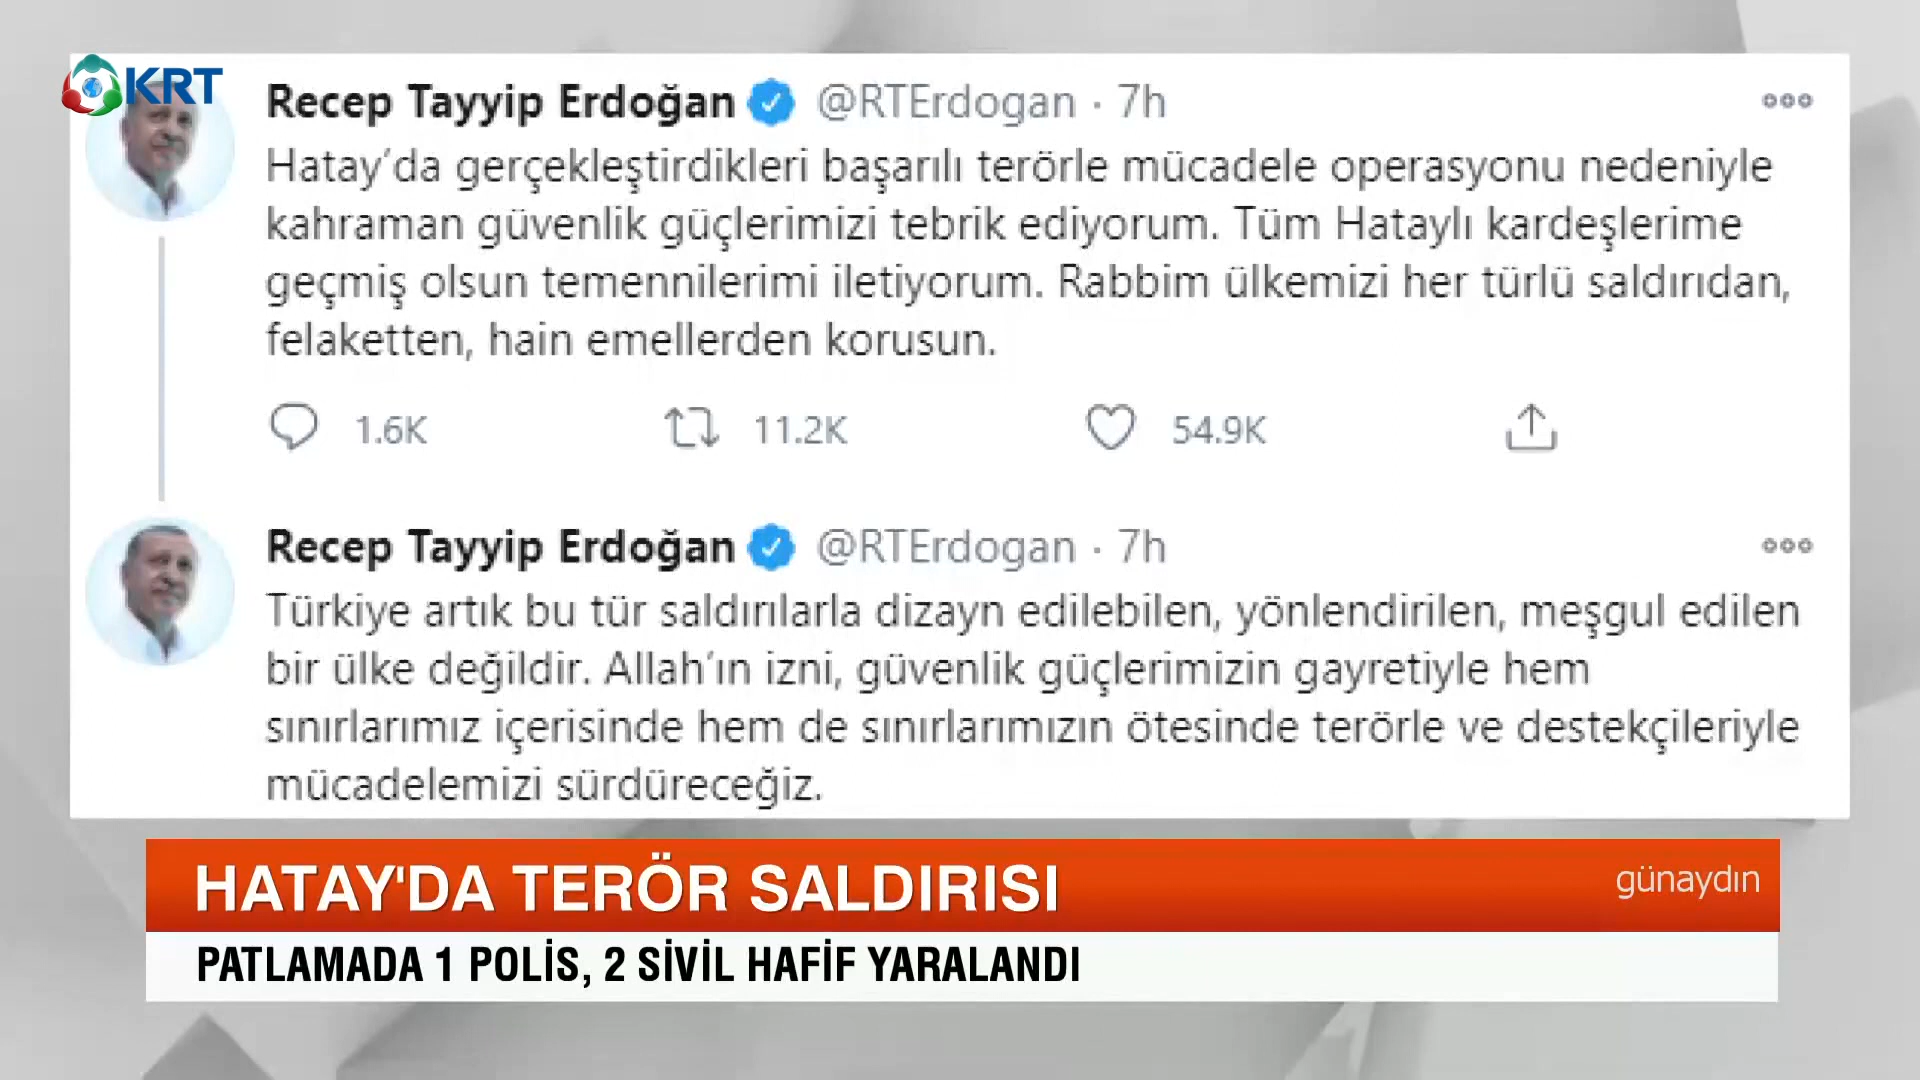 KRT
Recep Tayyip Erdoğan @RTErdogan · 7h
Hatay'da gerçekleştirdikleri başarılı terörle mücadele operasyonu nedeniyle
kahraman güvenlik güçlerimizi tebrik ediyorum. Tüm Hataylı kardeşlerime
geçmiş olsun temennilerimi iletiyorum. Rabbim ülkemizi her türlü saldırıdan,
felaketten, hain emellerden korusun.
1.6K 11.2K 54.9K
Recep Tayyip Erdoğan @RTErdogan · 7h
Türkiye artık bu tür saldırılarla dizayn edilebilen, yönlendirilen, meşgul edilen
bir ülke değildir. Allah'ın izni, güvenlik güçlerimizin gayretiyle hem
sınırlarımız içerisinde hem de sınırlarımızın ötesinde terörle ve destekçileriyle
mücadelemizi sürdüreceğiz.
HATAY'DA TERÖR SALDIRISI
günaydın
PATLAMADA 1 POLİS, 2 SİVİL HAFİF YARALANDI